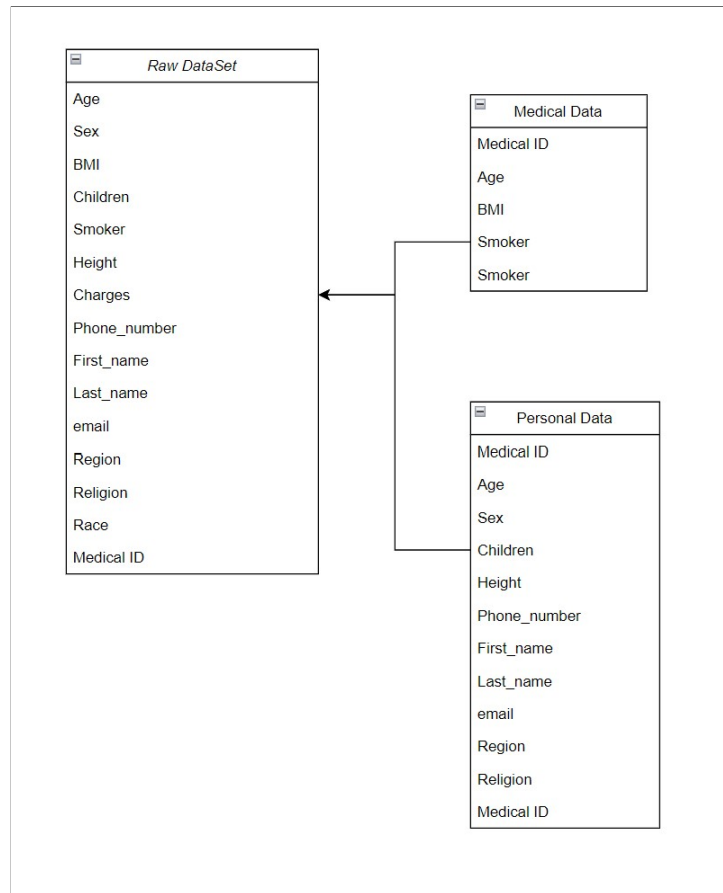 Raw DataSet
Age
Sex
BMI
Children
Smoker
Height
Charges
Phone_number
First_name
Last_name
email
Region
Religion
Race
Medical ID
Medical Data
Medical ID
Age
BMI
Smoker
Smoker
Personal Data
Medical ID
Age
Sex
Children
Height
Phone_number
First_name
Last_name
email
Region
Religion
Medical ID